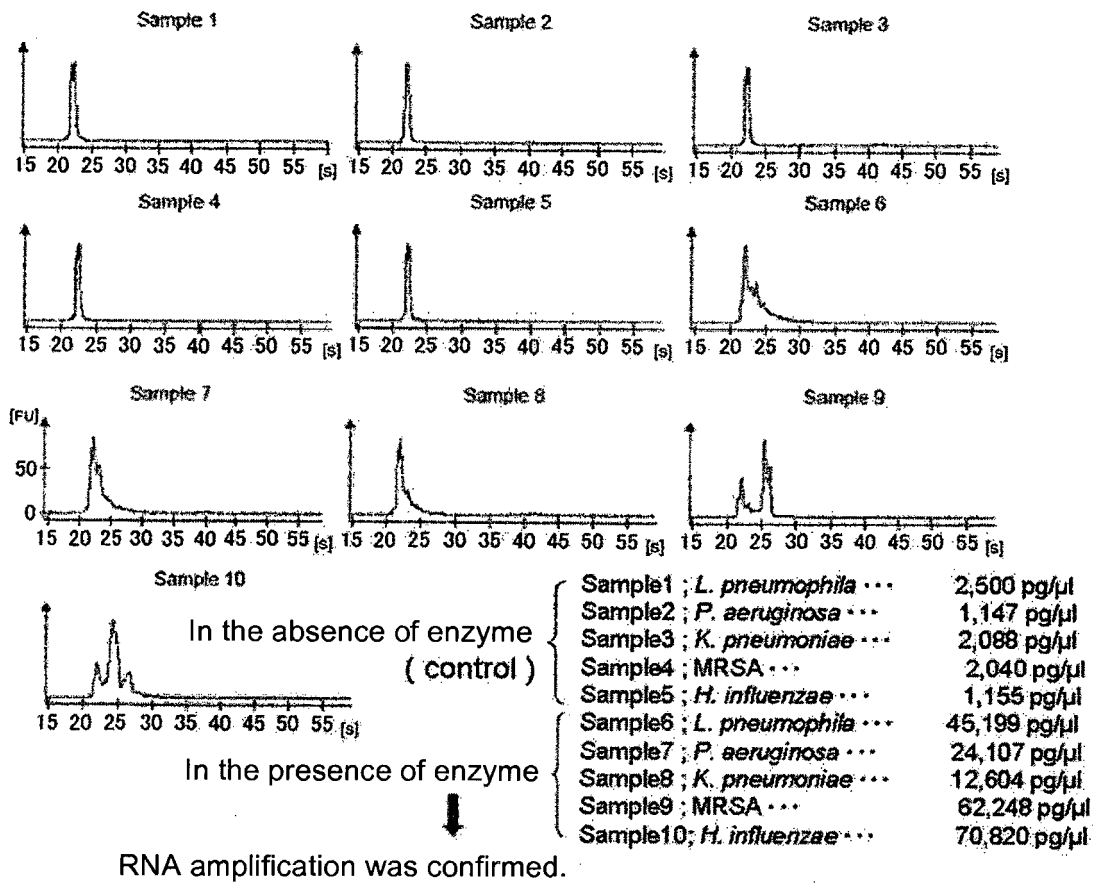 Sample 1
Sample 2
Sample 3
15 20 25 30 35 40 45 50 55 [s]
15 20 25 30 35 40 45 50 55 [s]
15 20 25 30 35 40 45 50 55 [s]
Sample 4
Sample 5
Sample 6
15 20 25 30 35 40 45 50 55 [s]
15 20 25 30 35 40 45 50 55 [s]
15 20 25 30 35 40 45 50 55 [s]
Sample 7
Sample 8
Sample 9
[FU]
50
0
15 20 25 30 35 40 45 50 55 [s]
15 20 25 30 35 40 45 50 55 [s]
15 20 25 30 35 40 45 50 55 [s]
Sample 10
15 20 25 30 35 40 45 50 55 [s]
In the absence of enzyme
( control )
Sample1 ; L. pneumophila ··· 2,500 pg/µl
Sample2 ; P. aeruginosa ··· 1,147 pg/µl
Sample3 ; K. pneumoniae ··· 2,088 pg/µl
Sample4 ; MRSA ··· 2,040 pg/µl
Sample5 ; H. influenzae ··· 1,155 pg/µl
In the presence of enzyme
Sample6 ; L. pneumophila ··· 45,199 pg/µl
Sample7 ; P. aeruginosa ··· 24,107 pg/µl
Sample8 ; K. pneumoniae ··· 12,604 pg/µl
Sample9 ; MRSA ··· 62,248 pg/µl
Sample10; H. influenzae ··· 70,820 pg/µl
RNA amplification was confirmed.